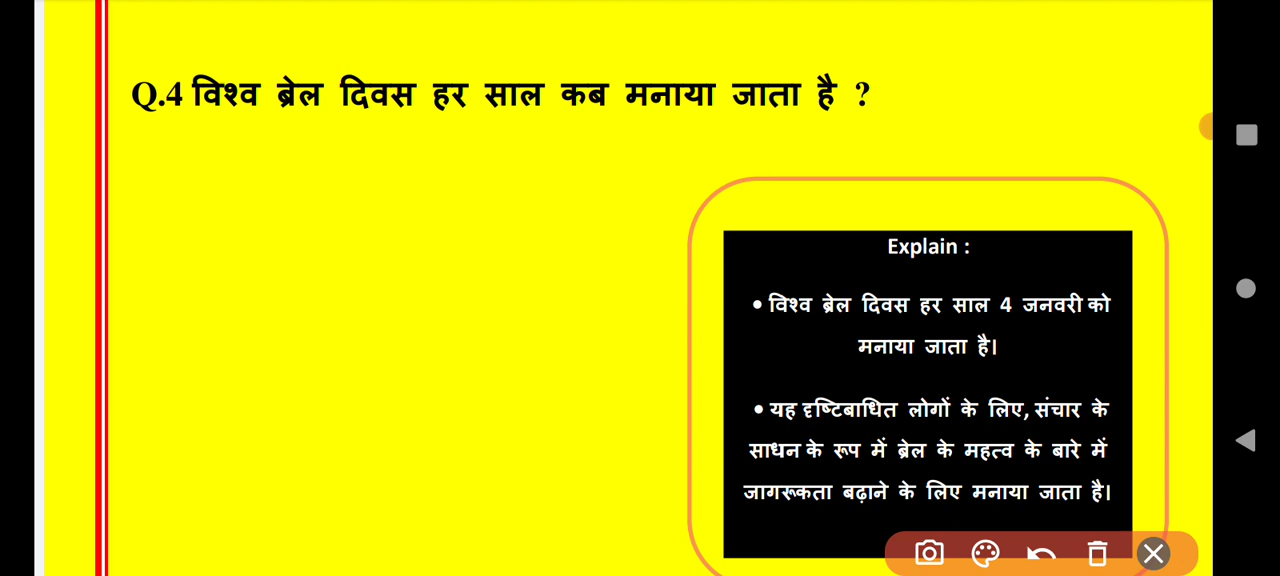 Q.4 विश्व ब्रेल दिवस हर साल कब मनाया जाता है ?
Explain :
• विश्व ब्रेल दिवस हर साल 4 जनवरी को
मनाया जाता है।
• यह दृष्टिबाधित लोगों के लिए, संचार के
साधन के रूप में ब्रेल के महत्व के बारे में
जागरूकता बढ़ाने के लिए मनाया जाता है।